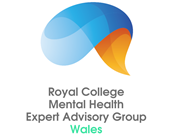 Royal College
Mental Health
Expert Advisory Group
Wales